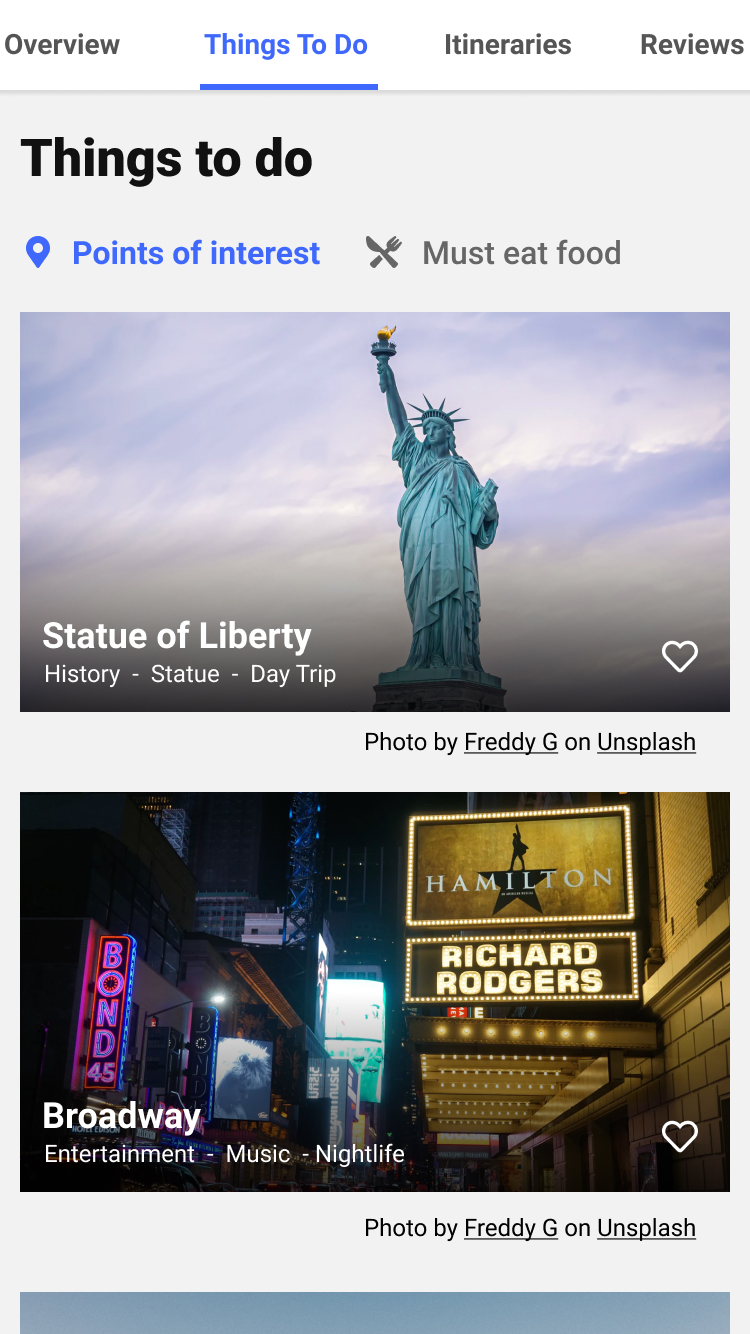 Overview Things To Do Itineraries Reviews
Things to do
Points of interest Must eat food
Statue of Liberty
History - Statue - Day Trip
Photo by Freddy G on Unsplash
HAMILTON
RICHARD
RODGERS
BOND
45
BOND
music
Broadway
Entertainment - Music - Nightlife
Photo by Freddy G on Unsplash